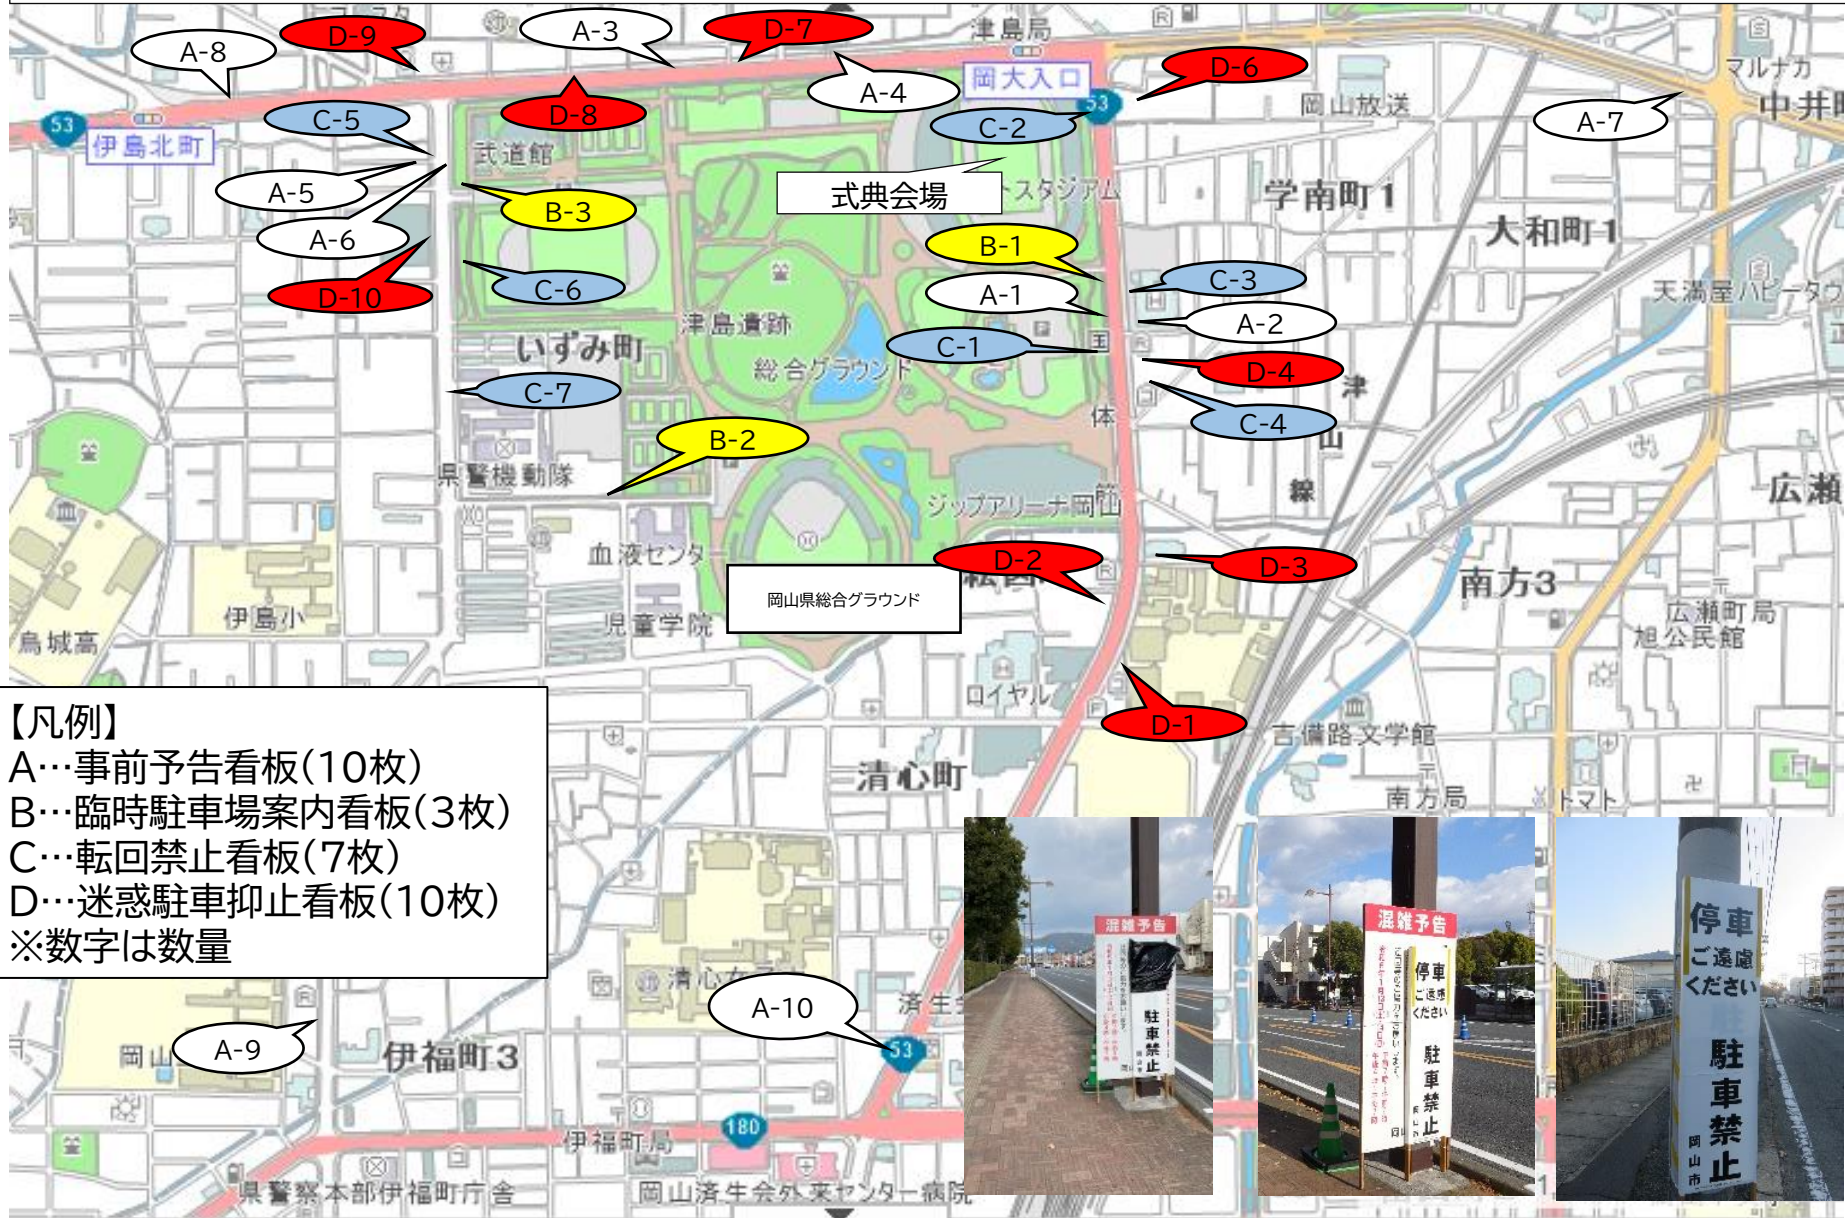 A-8
D-9
A-3
D-7
津島局
A-4
岡大入口
D-6
マルナカ
岡山放送
中井町
A-7
53
伊島北町
C-5
D-8
C-2
53
武道館
A-5
B-3
式典会場
トスタジアム
学南町1
大和町1
A-6
B-1
D-10
C-6
A-1
C-3
天満屋ハピータウ
A-2
津島遺跡
いずみ町
総合グラウンド
C-1
国
D-4
津
C-7
体
C-4
山
B-2
県警機動隊
線
広瀬
ジップアリーナ岡山
筋
血液センター
D-2
D-3
南方3
岡山県総合グラウンド
伊島小
児童学院
広瀬町局
旭公民館
烏城高
ロイヤル
D-1
吉備路文学館
清心町
南方局
トマト
【凡例】
A…事前予告看板(10枚)
B…臨時駐車場案内看板(3枚)
C…転回禁止看板(7枚)
D…迷惑駐車抑止看板(10枚)
※数字は数量
清心女子
A-10
済生会
53
岡山
A-9
伊福町3
180
伊福町局
県警察本部伊福町庁舎
岡山済生会外来センター病院
混雑予告
駐車禁止
混雑予告
停車
ご遠慮
ください
駐車禁止
停車
ご遠慮
ください
駐車禁止
岡山市